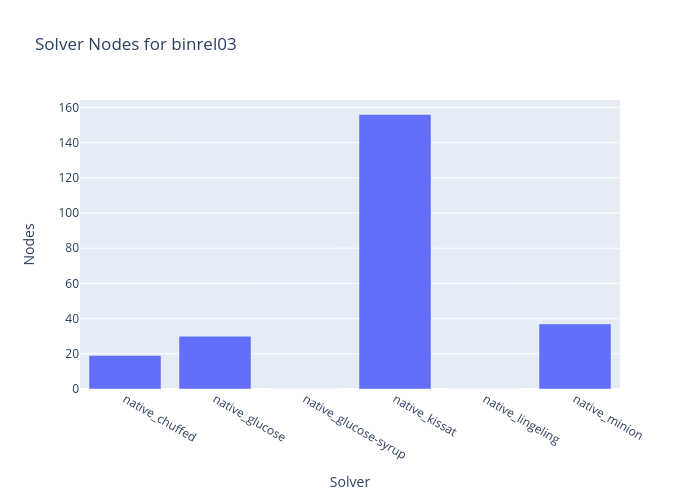 Solver Nodes for binrel03
160
140
120
100
80
60
40
20
0
Nodes
native_chuffed
native_glucose
native_glucose-syrup
native_kissat
native_lingeling
native_minion
Solver